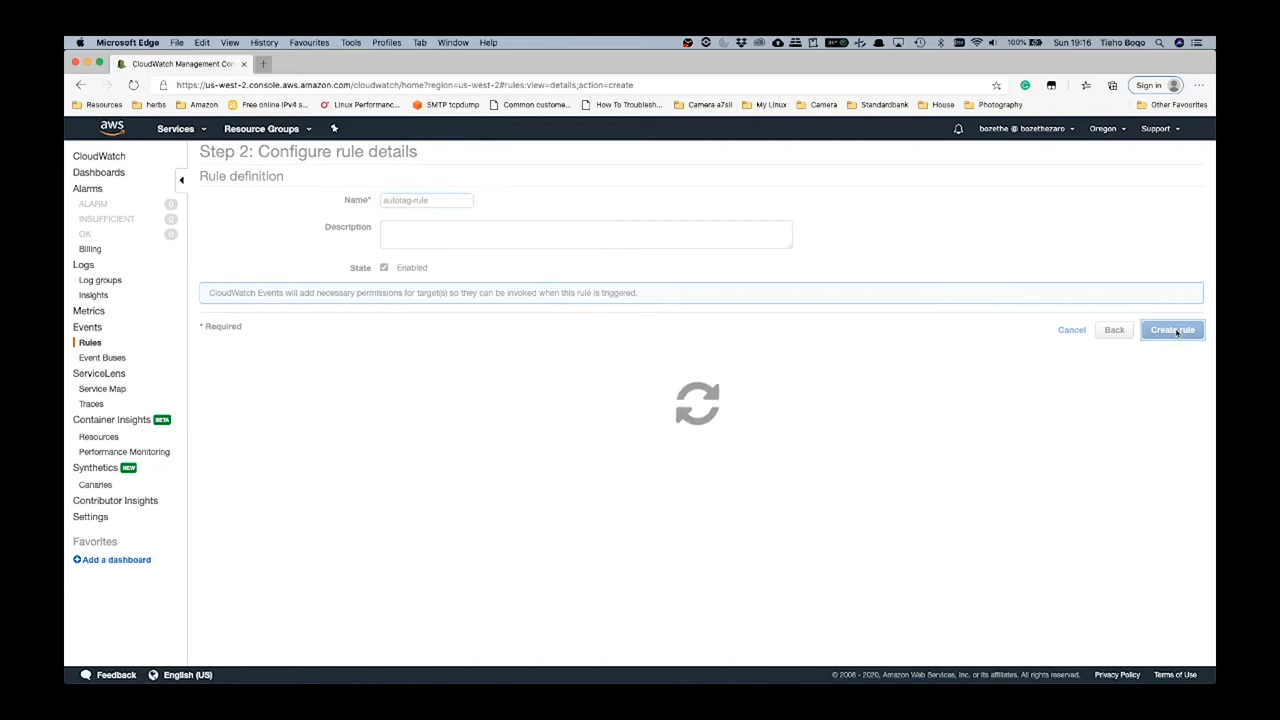 Microsoft Edge File Edit View History Favourites Tools Profiles Tab Window Help 100% Sun 19:16 Tieho Boqo
CloudWatch Management Con
https://us-west-2.console.aws.amazon.com/cloudwatch/home?region=us-west-2#rules:view=details;action=create Sign in
Resources herbs Amazon Free online IPv4 s... Linux Performanc... SMTP tcpdump Common custome... How To Troublesh... Camera a7sii My Linux Camera Standardbank House Photography Other Favourites
aws Services Resource Groups bozethe @ bozethezaro Oregon Support
CloudWatch
Dashboards
Alarms
ALARM 0
INSUFFICIENT 0
OK 0
Billing
Logs
Log groups
Insights
Metrics
Events
Rules
Event Buses
ServiceLens
Service Map
Traces
Container Insights BETA
Resources
Performance Monitoring
Synthetics NEW
Canaries
Contributor Insights
Settings
Favorites
Add a dashboard
Step 2: Configure rule details
Rule definition
Name* autotag-rule
Description
State Enabled
CloudWatch Events will add necessary permissions for target(s) so they can be invoked when this rule is triggered.
* Required Cancel Back Create rule
Feedback English (US) © 2008 - 2020, Amazon Web Services, Inc. or its affiliates. All rights reserved. Privacy Policy Terms of Use